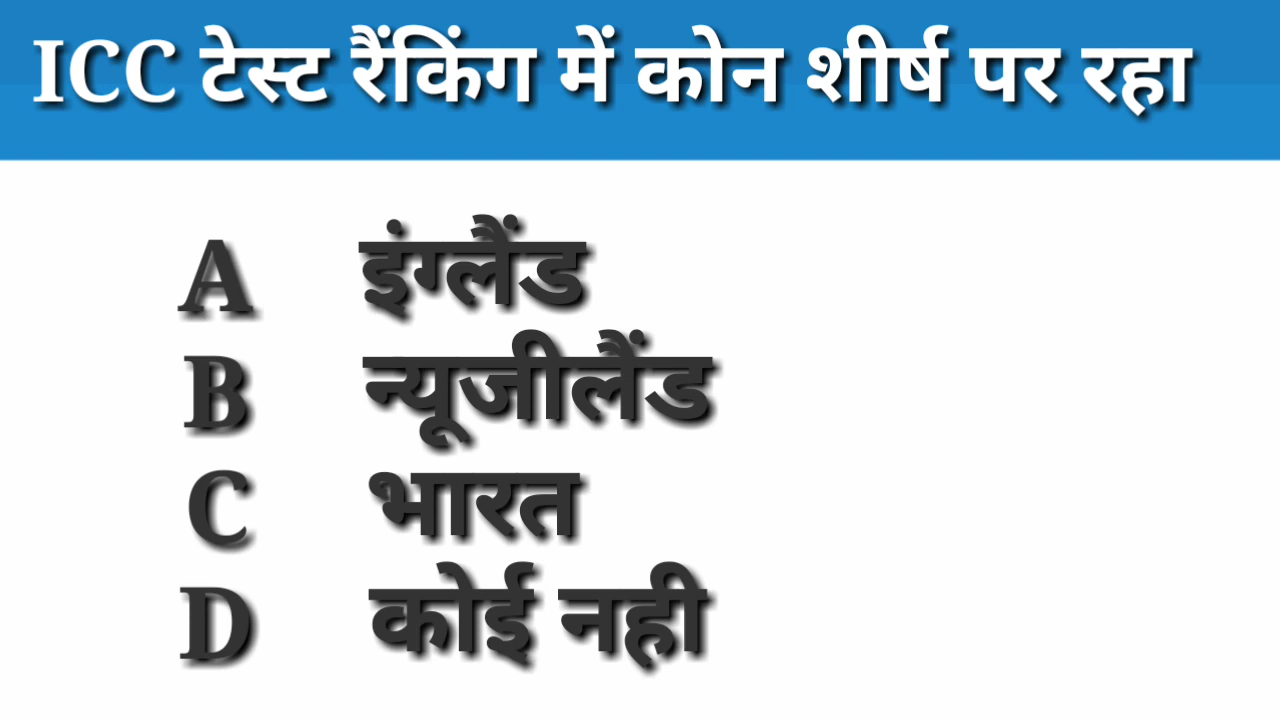 ICC टेस्ट रैंकिंग में कोन शीर्ष पर रहा
A इंग्लैंड
B न्यूजीलैंड
C भारत
D कोई नही